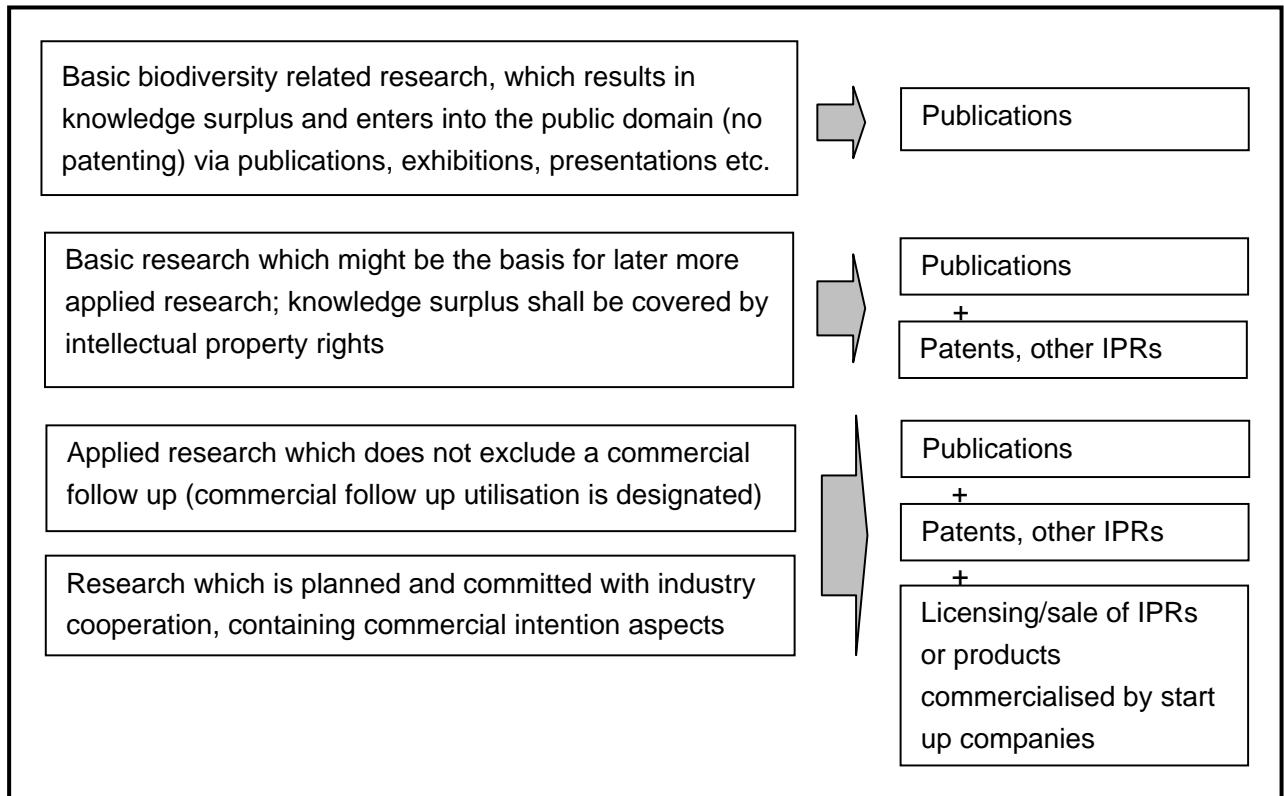 Basic biodiversity related research, which results in
knowledge surplus and enters into the public domain (no
patenting) via publications, exhibitions, presentations etc.
Publications
Basic research which might be the basis for later more
applied research; knowledge surplus shall be covered by
intellectual property rights
Publications
+
Patents, other IPRs
Applied research which does not exclude a commercial
follow up (commercial follow up utilisation is designated)
Research which is planned and committed with industry
cooperation, containing commercial intention aspects
Publications
+
Patents, other IPRs
+
Licensing/sale of IPRs
or products
commercialised by start
up companies